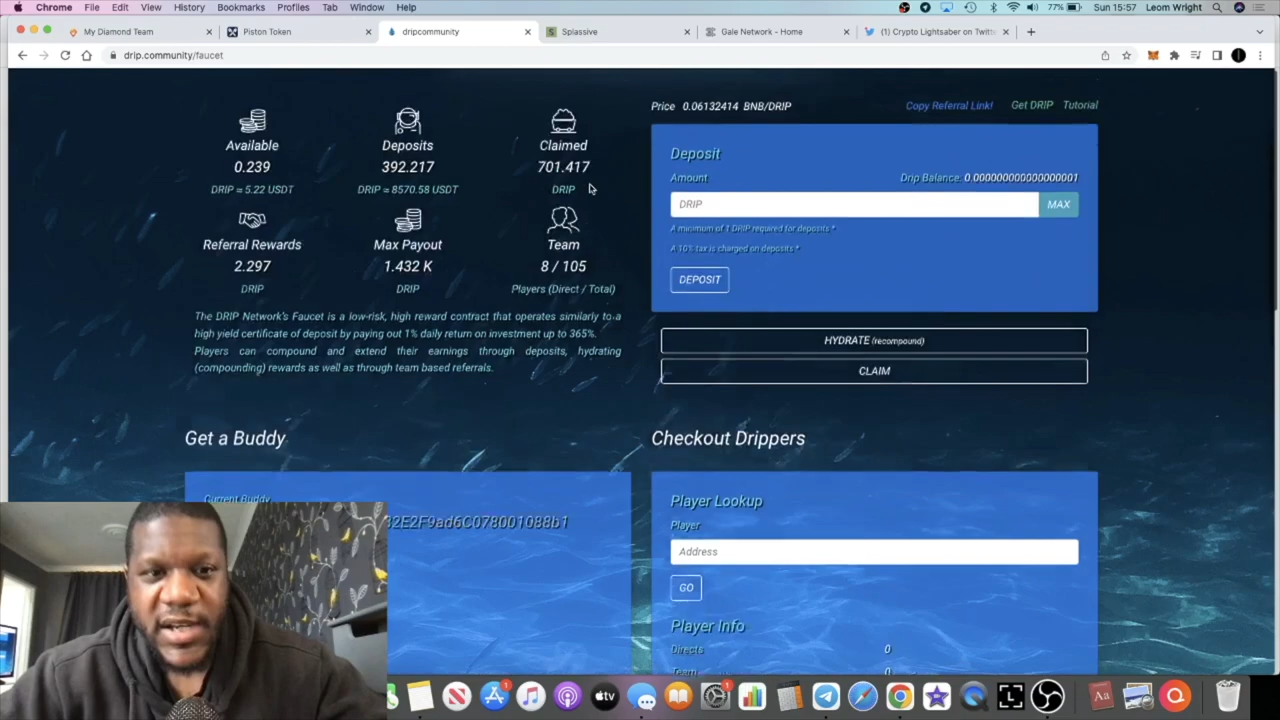 Chrome File Edit View History Bookmarks Profiles Tab Window Help 77% Sun 15:57 Leom Wright
My Diamond Team Piston Token dripcommunity Splassive Gale Network - Home (1) Crypto Lightsaber on Twitt
drip.community/faucet
Price 0.06132414 BNB/DRIP Copy Referral Link! Get DRIP Tutorial
Available Deposits Claimed
0.239 392.217 701.417
DRIP ≈ 5.22 USDT DRIP ≈ 8570.58 USDT DRIP
Referral Rewards Max Payout Team
2.297 1.432 K 8 / 105
DRIP DRIP Players (Direct / Total)
The DRIP Network's Faucet is a low-risk, high reward contract that operates similarly to a
high yield certificate of deposit by paying out 1% daily return on investment up to 365%.
Players can compound and extend their earnings through deposits, hydrating
(compounding) rewards as well as through team based referrals.
Deposit
Amount Drip Balance: 0.000000000000000001
DRIP MAX
A minimum of 1 DRIP required for deposits *
A 10% tax is charged on deposits *
DEPOSIT
HYDRATE (recompound)
CLAIM
Get a Buddy
Current Buddy
32E2F9ad6C078001088b1
Checkout Drippers
Player Lookup
Player
Address
GO
Player Info
Directs 0
Team 0